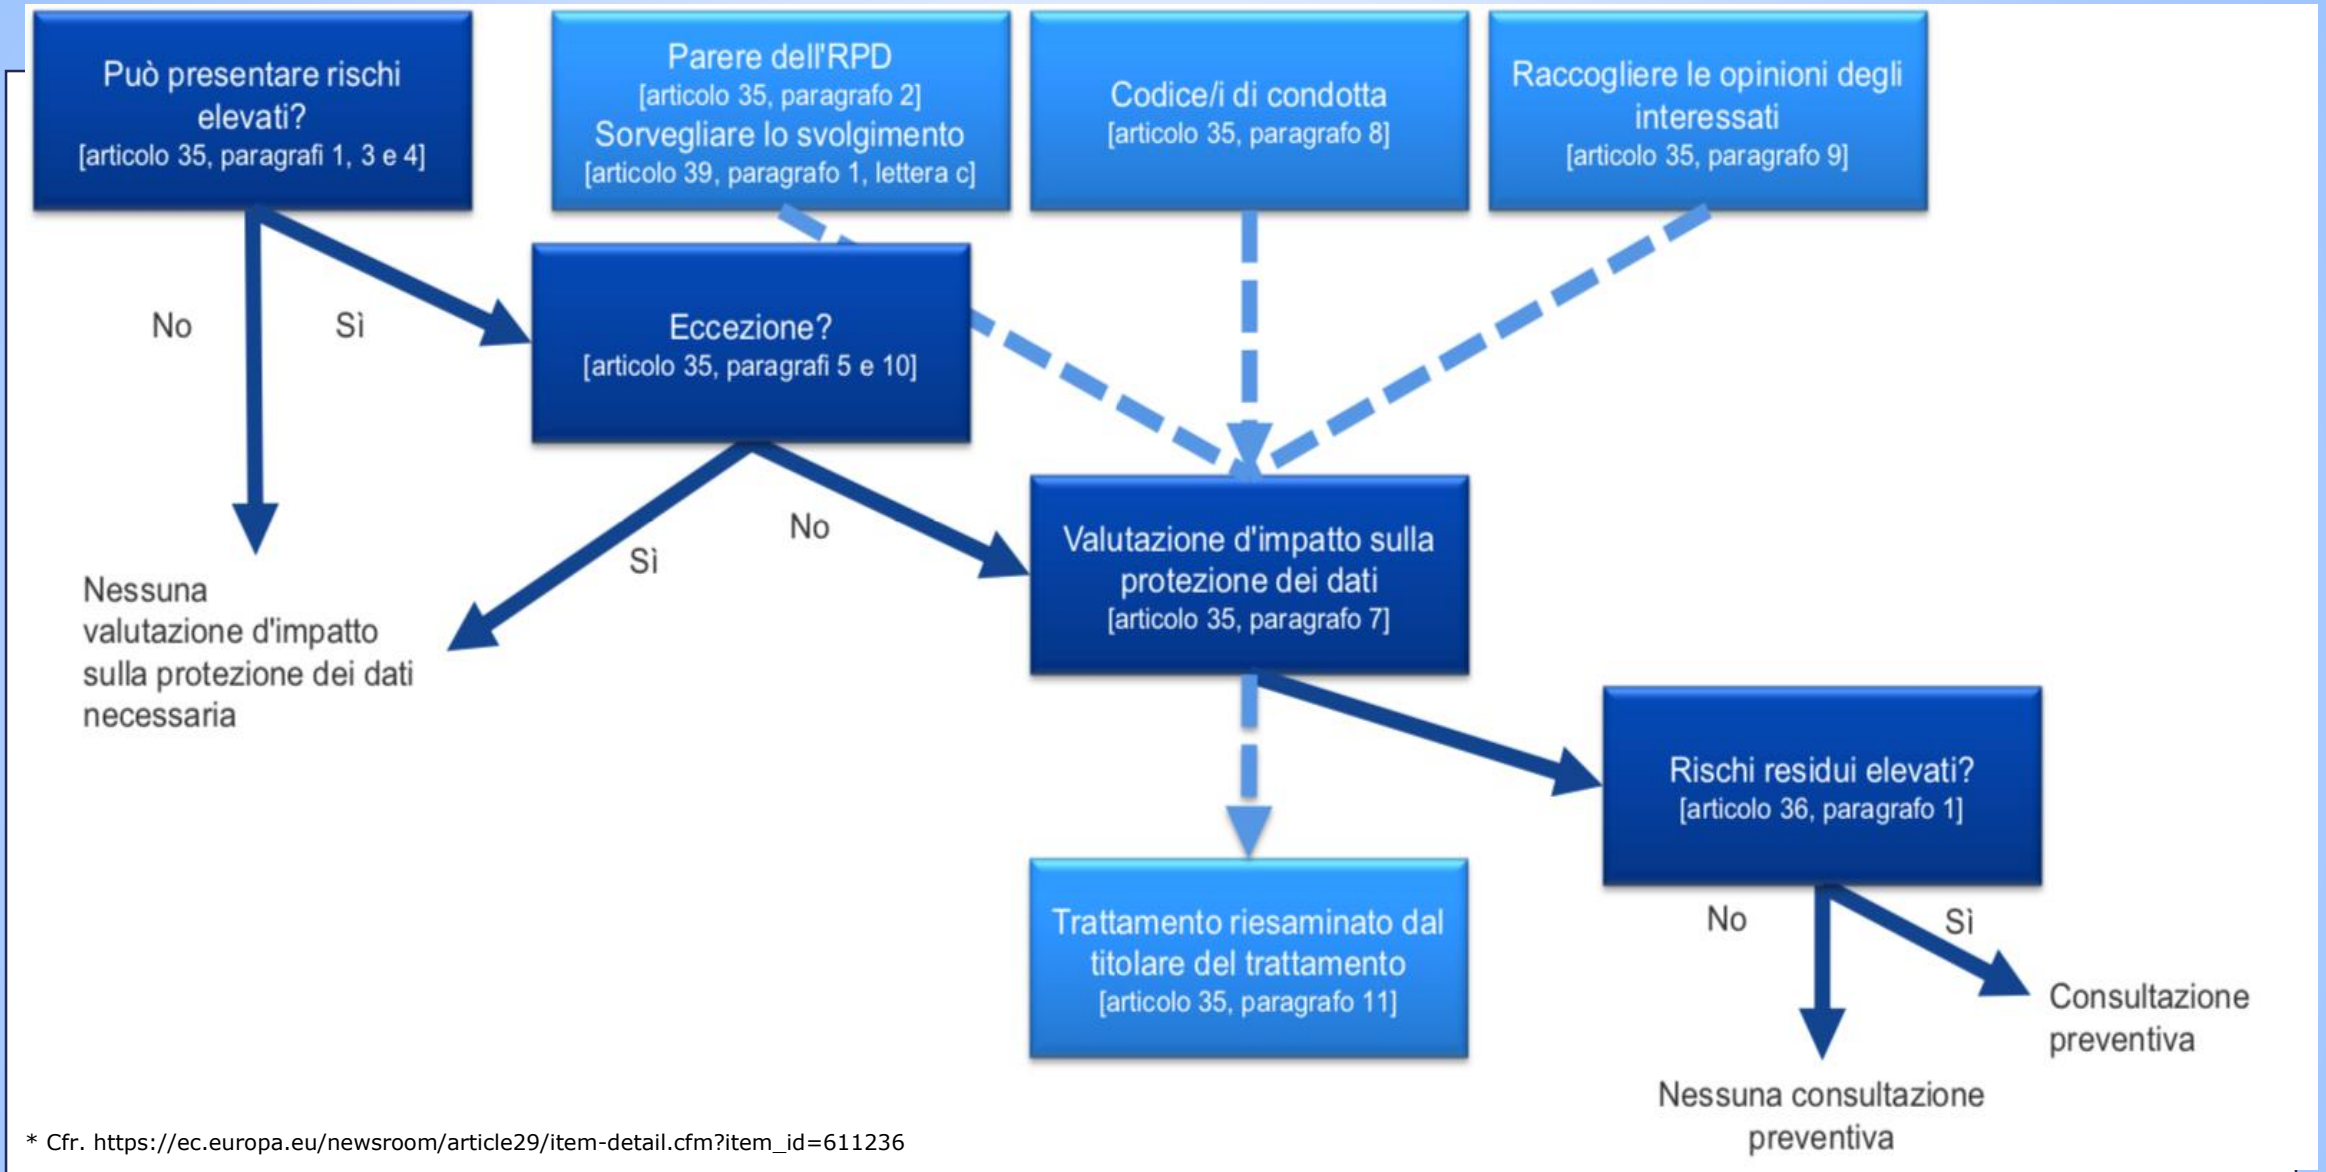 Può presentare rischi
elevati?
[articolo 35, paragrafi 1, 3 e 4]
Parere dell'RPD
[articolo 35, paragrafo 2]
Sorvegliare lo svolgimento
[articolo 39, paragrafo 1, lettera c]
Codice/i di condotta
[articolo 35, paragrafo 8]
Raccogliere le opinioni degli
interessati
[articolo 35, paragrafo 9]
No
Sì
Eccezione?
[articolo 35, paragrafi 5 e 10]
Sì
No
Nessuna
valutazione d'impatto
sulla protezione dei dati
necessaria
Valutazione d'impatto sulla
protezione dei dati
[articolo 35, paragrafo 7]
Rischi residui elevati?
[articolo 36, paragrafo 1]
Trattamento riesaminato dal
titolare del trattamento
[articolo 35, paragrafo 11]
No
Sì
Consultazione
preventiva
Nessuna consultazione
preventiva
* Cfr. https://ec.europa.eu/newsroom/article29/item-detail.cfm?item_id=611236